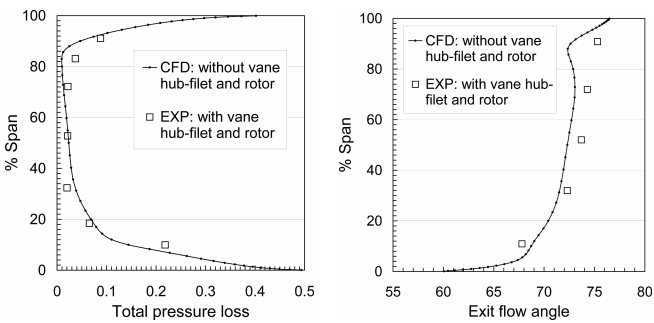 100
80
60
40
20
0
% Span
CFD: without vane
hub-filet and rotor
EXP: with vane
hub-filet and rotor
0
0.1
0.2
0.3
0.4
0.5
Total pressure loss
100
80
60
40
20
0
% Span
CFD: without vane
hub-filet and rotor
EXP: with vane hub-
filet and rotor
55
60
65
70
75
80
Exit flow angle